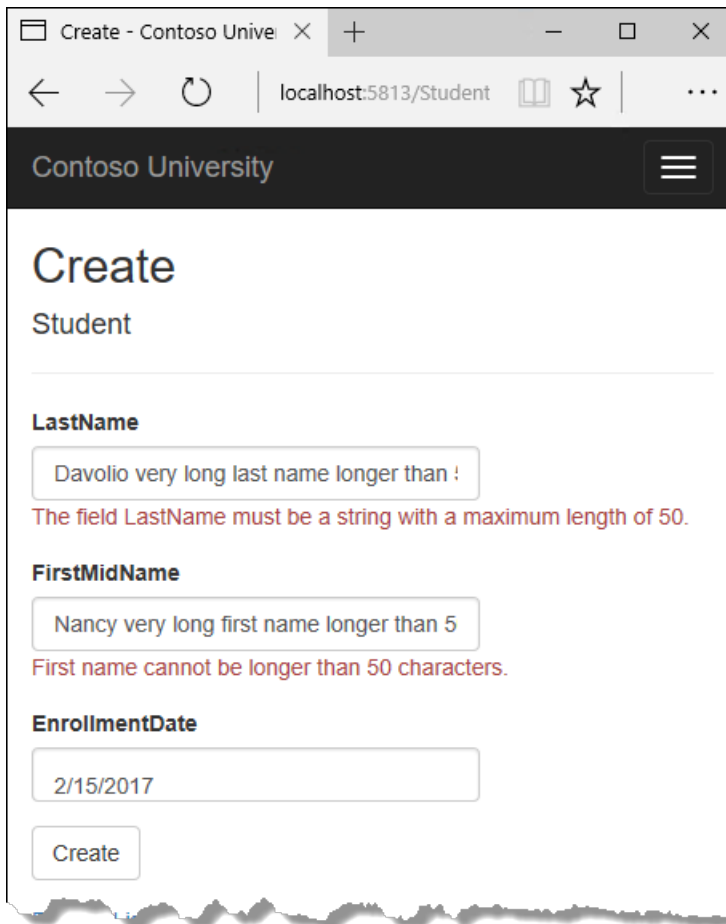 Create - Contoso Univer
localhost:5813/Student
Contoso University
Create
Student
LastName
Davolio very long last name longer than
The field LastName must be a string with a maximum length of 50.
FirstMidName
Nancy very long first name longer than 5
First name cannot be longer than 50 characters.
EnrollmentDate
2/15/2017
Create